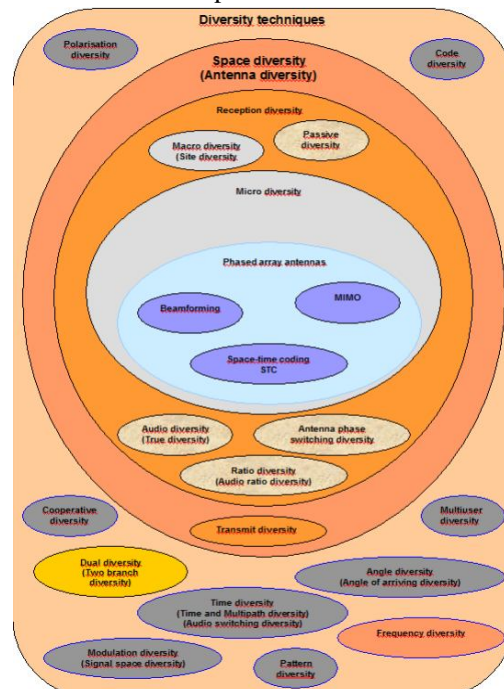 Diversity techniques
Polarisation
diversity
Code
diversity
Space diversity
(Antenna diversity)
Reception diversity
Macro diversity
(Site diversity
Passive
diversity
Micro diversity
Phased array antennas
Beamforming
MIMO
Space-time coding
STC
Audio diversity
(True diversity)
Antenna phase
switching diversity
Ratio diversity
(Audio ratio diversity)
Cooperative
diversity
Transmit diversity
Multiuser
diversity
Dual diversity
(Two branch
diversity)
Angle diversity
(Angle of arriving diversity)
Time diversity
(Time and Multipath diversity)
(Audio switching diversity)
Frequency diversity
Modulation diversity
(Signal space diversity)
Pattern
diversity